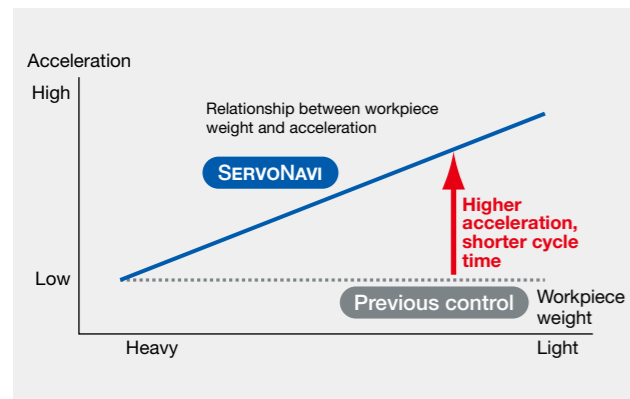 Acceleration
High
Relationship between workpiece
weight and acceleration
SERVONAVI
Higher
acceleration,
shorter cycle
time
Low
Previous control
Workpiece
weight
Heavy
Light